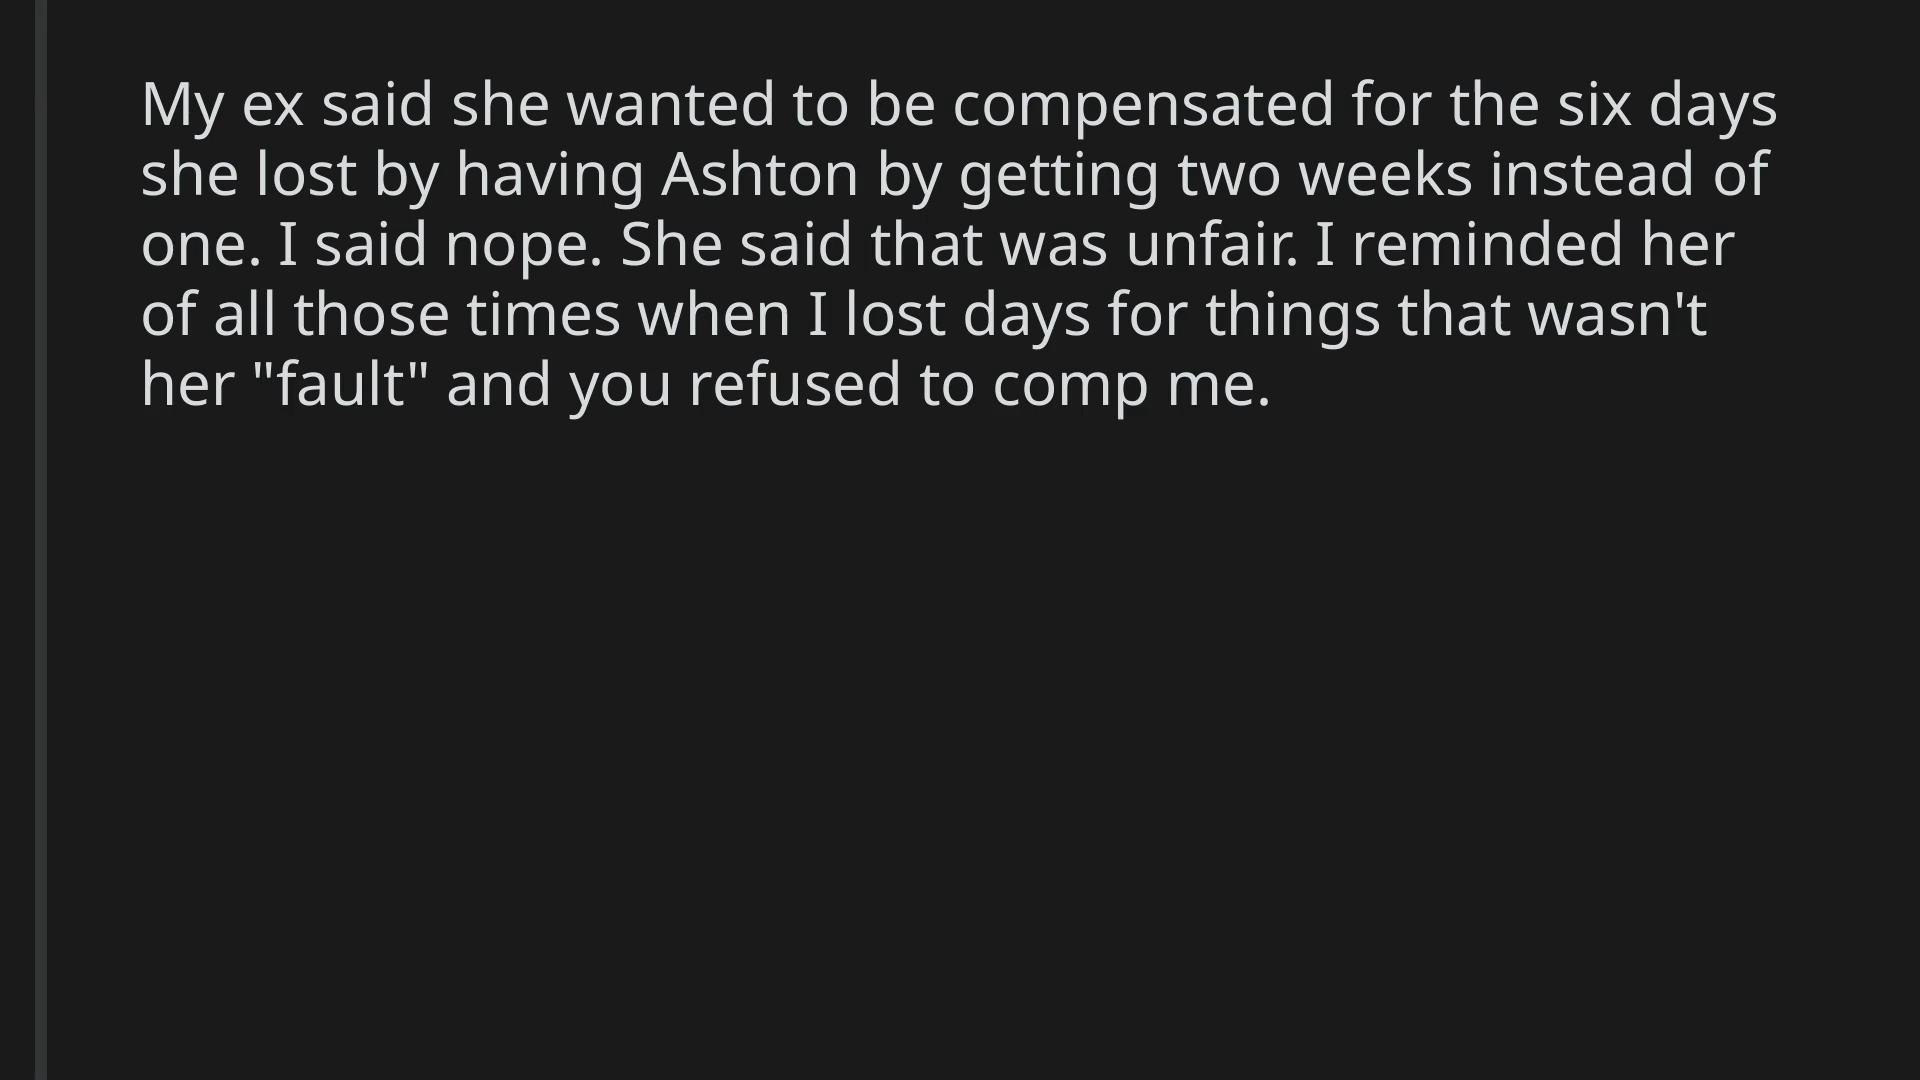 My ex said she wanted to be compensated for the six days
she lost by having Ashton by getting two weeks instead of
one. I said nope. She said that was unfair. I reminded her
of all those times when I lost days for things that wasn't
her "fault" and you refused to comp me.